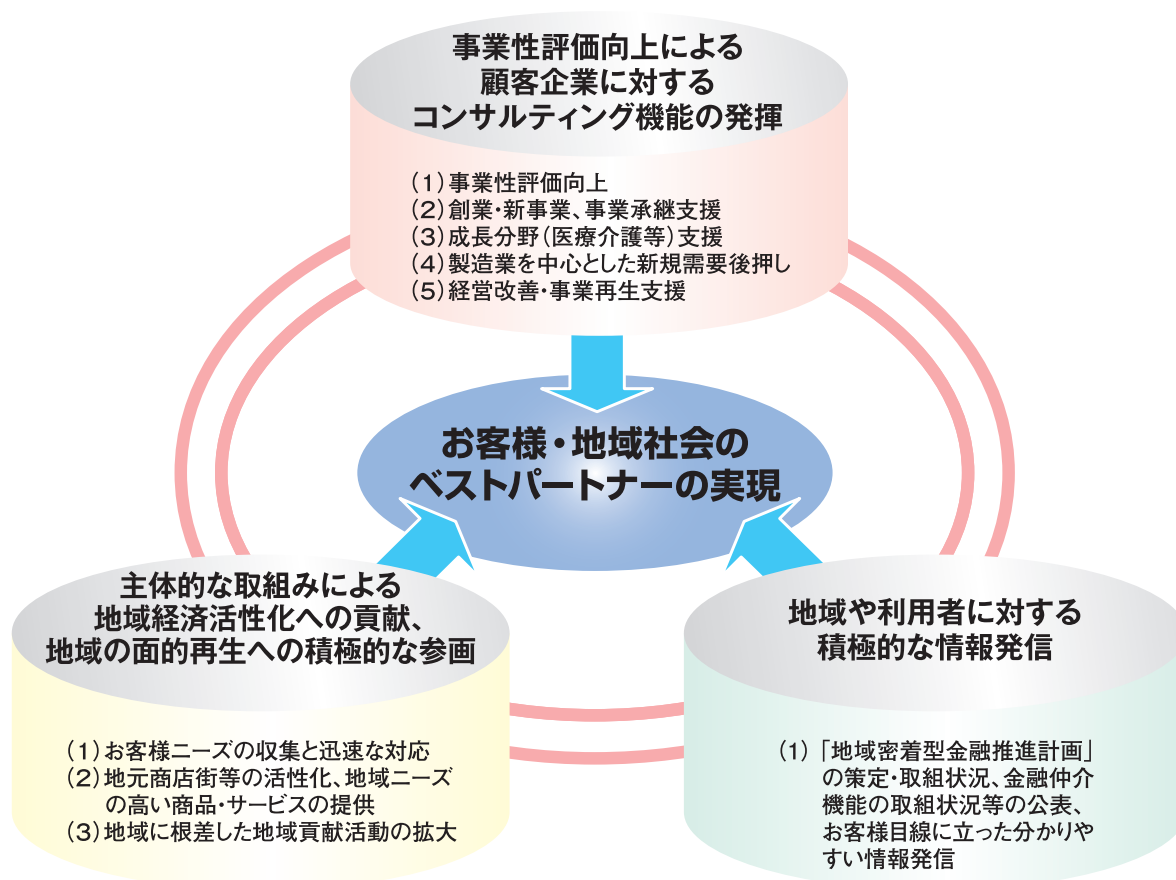 事業性評価向上による
顧客企業に対する
コンサルティング機能の発揮
(1)事業性評価向上
(2)創業・新事業、事業承継支援
(3)成長分野(医療介護等)支援
(4)製造業を中心とした新規需要後押し
(5)経営改善・事業再生支援
お客様・地域社会の
ベストパートナーの実現
主体的な取組みによる
地域経済活性化への貢献、
地域の面的再生への積極的な参画
(1)お客様ニーズの収集と迅速な対応
(2)地元商店街等の活性化、地域ニーズ
の高い商品・サービスの提供
(3)地域に根差した地域貢献活動の拡大
地域や利用者に対する
積極的な情報発信
(1)「地域密着型金融推進計画」
の策定・取組状況、金融仲介
機能の取組状況等の公表、
お客様目線に立った分かりや
すい情報発信